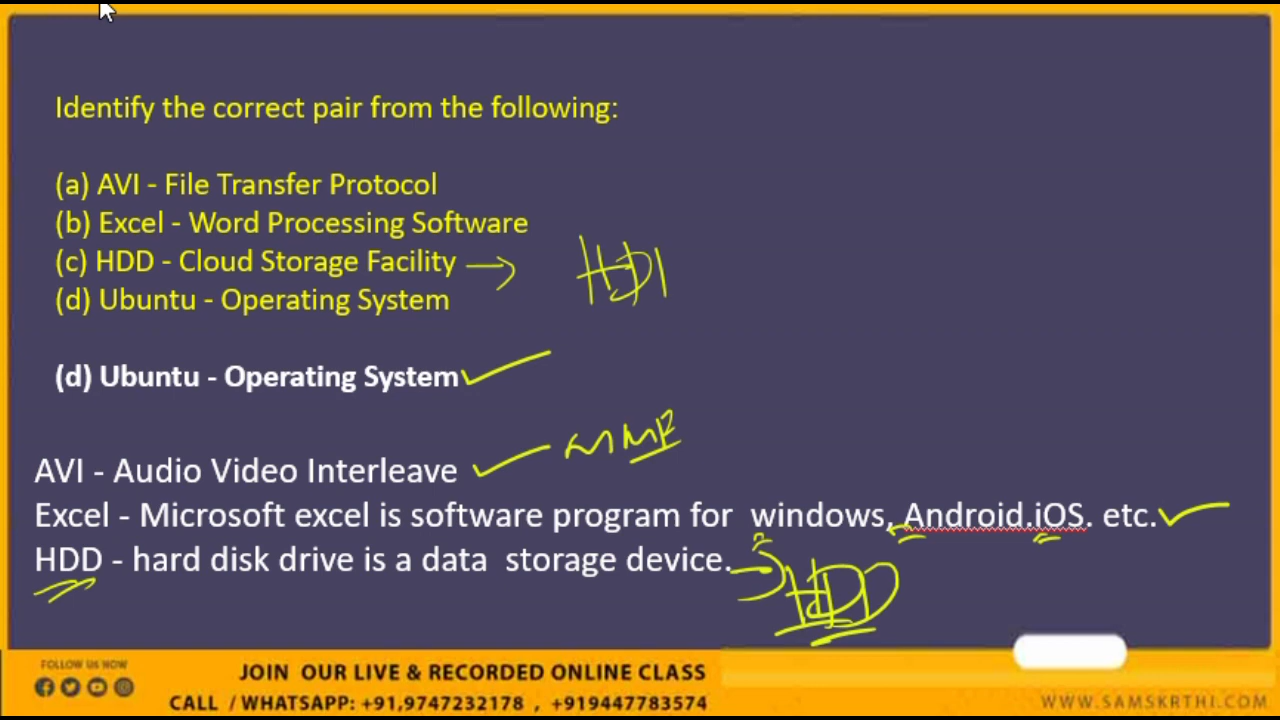 Identify the correct pair from the following:
(a) AVI - File Transfer Protocol
(b) Excel - Word Processing Software
(c) HDD - Cloud Storage Facility
HDI
(d) Ubuntu - Operating System
(d) Ubuntu - Operating System
AVI - Audio Video Interleave
Excel - Microsoft excel is software program for windows, Android.iOS. etc.
HDD - hard disk drive is a data storage device.
HDD
FOLLOW US NOW
JOIN OUR LIVE & RECORDED ONLINE CLASS
CALL / WHATSAPP: +91,9747232178 , +919447783574
WWW.SAMSKRTHI.COM